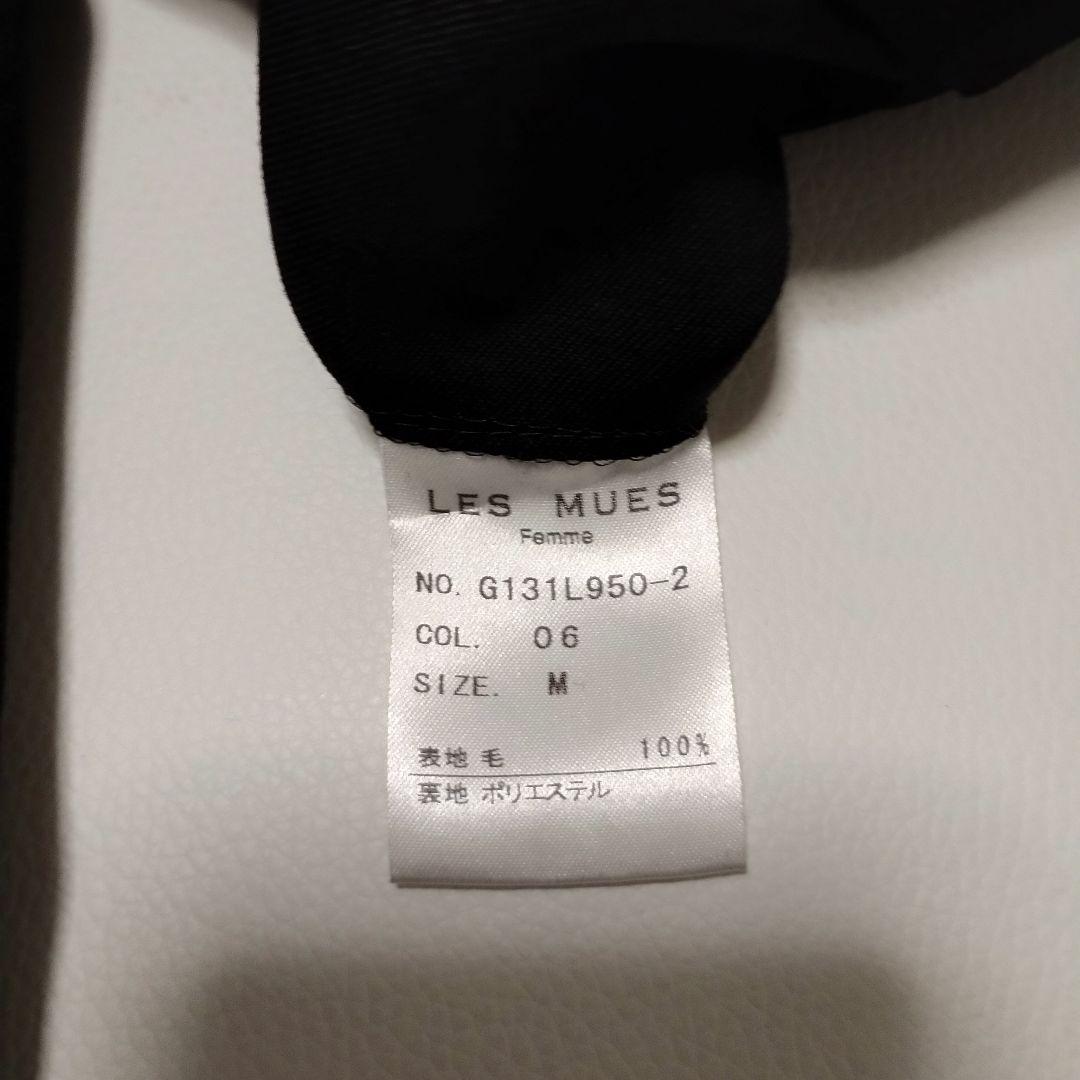 LES MUES
Femme
NO. G131L950-2
COL. 06
SIZE. M
表地 毛 100%
裏地 ポリエステル